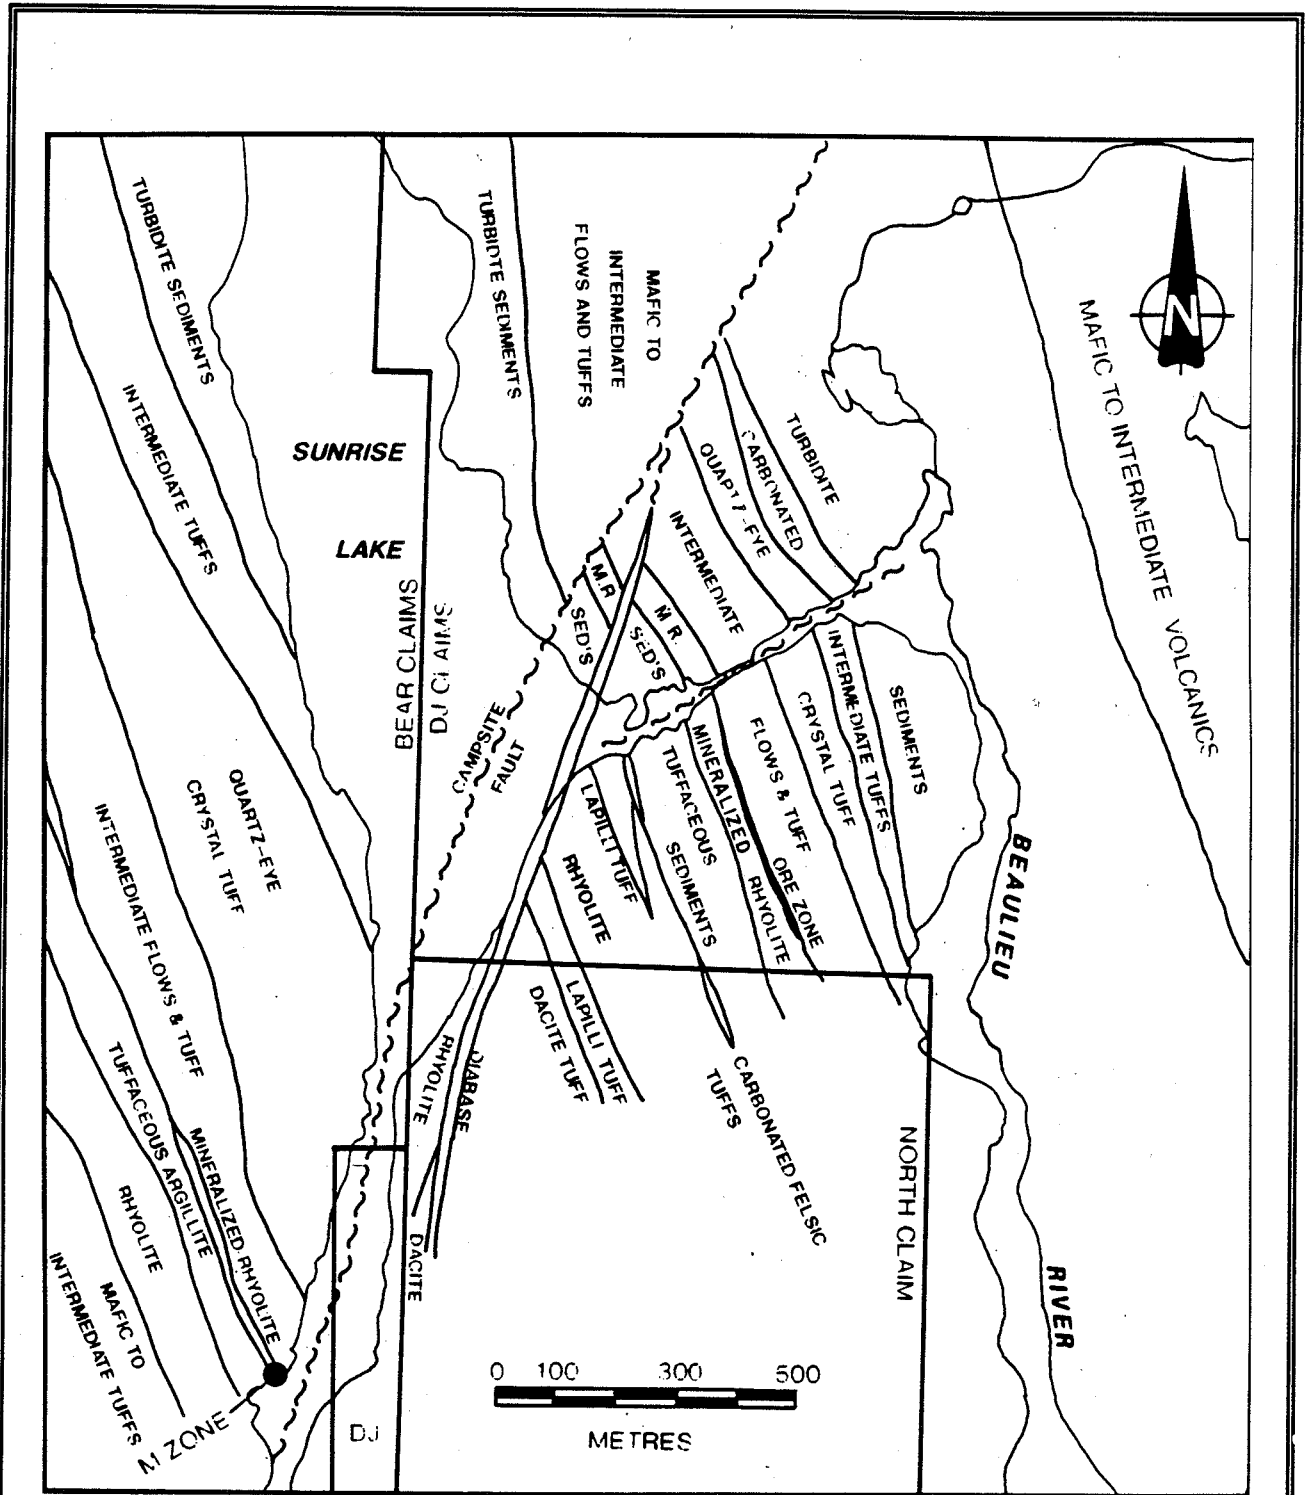 TURBIDITE SEDIMENTS
TURBIDTE SEDIMENTS
MAFIC TO
INTERMEDIATE
FLOWS AND TUFFS
N
MAFIC TO INTERMEDIATE VOLCANICS
INTERMEDIATE TUFFS
SUNRISE
LAKE
BEAR CLAIMS
DJ CLAIMS
TURBIDITE
CARBONATED
QUARTZ-EYE
INTERMEDIATE
M.R
M.R.
SED'S
SED'S
CAMPSITE
FAULT
SEDIMENTS
INTERMEDIATE TUFFS
CRYSTAL TUFF
FLOWS & TUFF
ORE ZONE
MINERALIZED RHYOLITE
TUFFACEOUS
SEDIMENTS
LAPILLI TUFF
RHYOLITE
QUARTZ-EYE
CRYSTAL TUFF
INTERMEDIATE FLOWS & TUFF
BEAULIEU
RIVER
LAPILLI TUFF
DACITE TUFF
DIABASE
RHYOLITE
CARBONATED FELSIC
TUFFS
NORTH CLAIM
TUFFACEOUS ARGILLITE
MINERALIZED RHYOLITE
RHYOLITE
MAFIC TO
INTERMEDIATE TUFFS
DACITE
ZONE
DJ
0 100 300 500
METRES